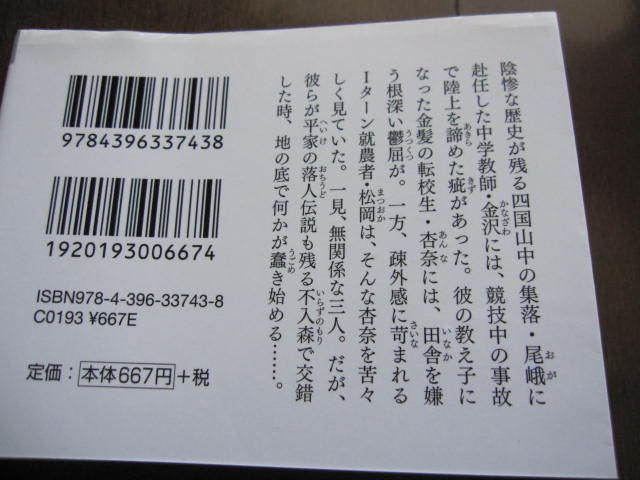 陰惨な歴史が残る四国山中の集落・尾峨に
赴任した中学教師・金沢には、競技中の事故
で陸上を諦めた疵があった。彼の教え子に
なった金髪の転校生・杏奈には、田舎を嫌
う根深い鬱屈が。一方、疎外感に苛まれる
Iターン就農者・松岡は、そんな杏奈を苦々
しく見ていた。一見、無関係な三人。だが、
彼らが平家の落人伝説も残る不入森で交錯
した時、地の底で何かが蠢き始める……。
9784396337438
1920193006674
ISBN978-4-396-33743-8
C0193 ¥667E
定価：本体667円+税